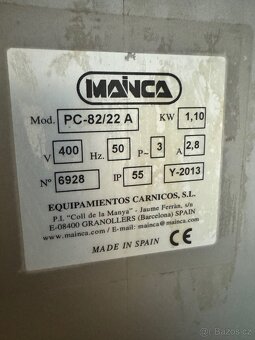 MAINCA
Mod. PC-82/22 A KW 1,10
V 400 Hz. 50 P~ 3 A 2,8
Nº 6928 IP 55 Y-2013
EQUIPAMIENTOS CARNICOS, S.L.
P.I. "Coll de la Manya" - Jaume Ferràn, s/n
E-08400 GRANOLLERS (Barcelona) SPAIN
www.mainca.com / E-mail: mainca@mainca.com
MADE IN SPAIN CE